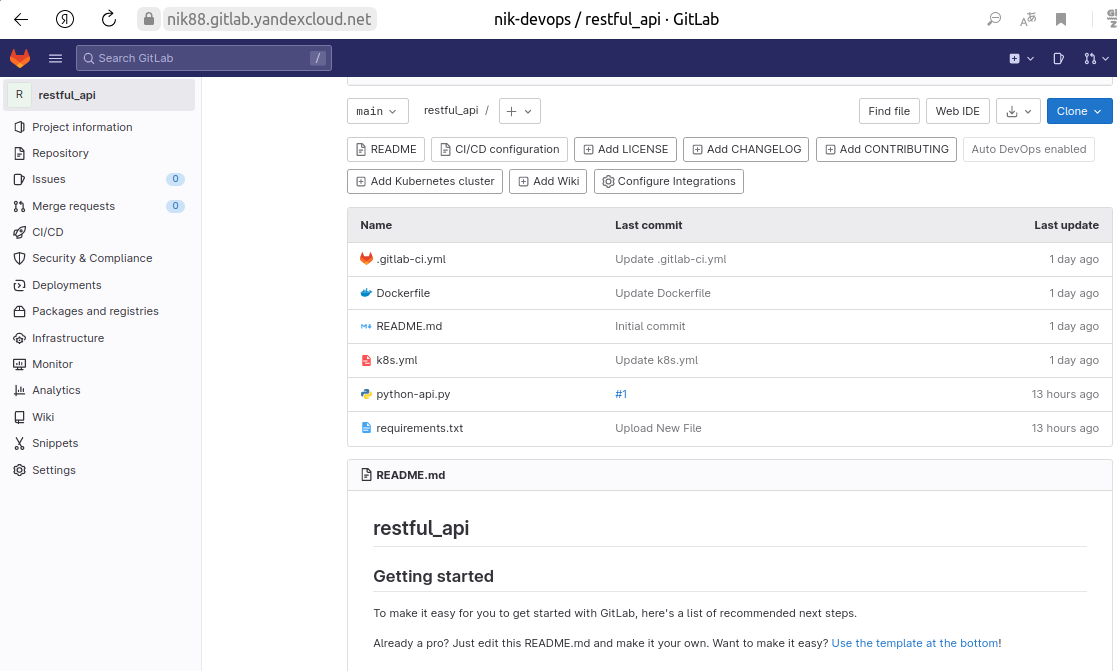 Я nik88.gitlab.yandexcloud.net nik-devops / restful_api · GitLab
Search GitLab /
R restful_api
Project information
Repository
Issues 0
Merge requests 0
CI/CD
Security & Compliance
Deployments
Packages and registries
Infrastructure
Monitor
Analytics
Wiki
Snippets
Settings
main restful_api / + Find file Web IDE Clone
README CI/CD configuration Add LICENSE Add CHANGELOG Add CONTRIBUTING Auto DevOps enabled
Add Kubernetes cluster Add Wiki Configure Integrations
Name Last commit Last update
.gitlab-ci.yml Update .gitlab-ci.yml 1 day ago
Dockerfile Update Dockerfile 1 day ago
README.md Initial commit 1 day ago
k8s.yml Update k8s.yml 1 day ago
python-api.py #1 13 hours ago
requirements.txt Upload New File 13 hours ago
README.md
restful_api
Getting started
To make it easy for you to get started with GitLab, here's a list of recommended next steps.
Already a pro? Just edit this README.md and make it your own. Want to make it easy? Use the template at the bottom!